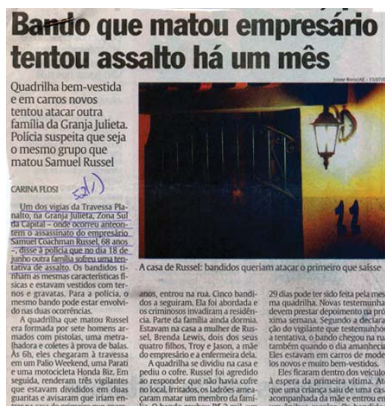 Bando que matou empresário
tentou assalto há um mês
Quadrilha bem-vestida
e em carros novos
tentou atacar outra
família da Granja Julieta.
Polícia suspeita que seja
o mesmo grupo que
matou Samuel Russel
CARINA FLOSI
Um dos vigias da Travessa Pla-
nalto, na Granja Julieta, Zona Sul
da Capital – onde ocorreu anteon-
tem o assassinato do empresário
Samuel Coachman Russel, 68 anos
–, disse à polícia que no dia 18 de
junho outra família sofreu uma ten-
tativa de assalto. Os bandidos ti-
nham as mesmas características fí-
sicas e estavam vestidos com ter-
nos e gravatas. Para a polícia, o
mesmo bando pode estar envolvi-
do nas duas ocorrências.
A quadrilha que matou Russel
era formada por sete homens ar-
mados com pistolas, uma metra-
lhadora e coletes à prova de balas.
Às 6h, eles chegaram à travessa
em um Palio Weekend, uma Parati
e uma motocicleta Honda Biz. Em
seguida, renderam três vigilantes
que estavam divididos em duas
guaritas e avisaram que iriam en-
A casa de Russel: bandidos queriam atacar o primeiro que saísse
anos, entrou na rua. Cinco bandi-
dos a seguiram. Ela foi abordada e
os criminosos invadiram a residên-
cia. Parte da família ainda dormia.
Estavam na casa a mulher de Rus-
sel, Brenda Lewis, dois dos seus
quatro filhos, Troy e Jason, a mãe
do empresário e a enfermeira dela.
A quadrilha se dividiu na casa e
pediu o cofre. Russel foi agredido
ao responder que não havia cofre
no local. Irritados, os ladrões amea-
çaram matar um membro da famí-
29 dias pode ter sido feita pela mes-
ma quadrilha. Novas testemunhas
devem prestar depoimento na pró-
xima semana. Segundo a declara-
ção do vigilante que testemunhou
a tentativa, o bando chegou na rua
também quando o dia amanhecia.
Eles estavam em carros de mode-
los novos e muito bem-vestidos.
Eles ficaram dentro dos veículos
à espera da primeira vítima. Até
que uma criança saiu de uma casa
acompanhada da mãe e entrou em